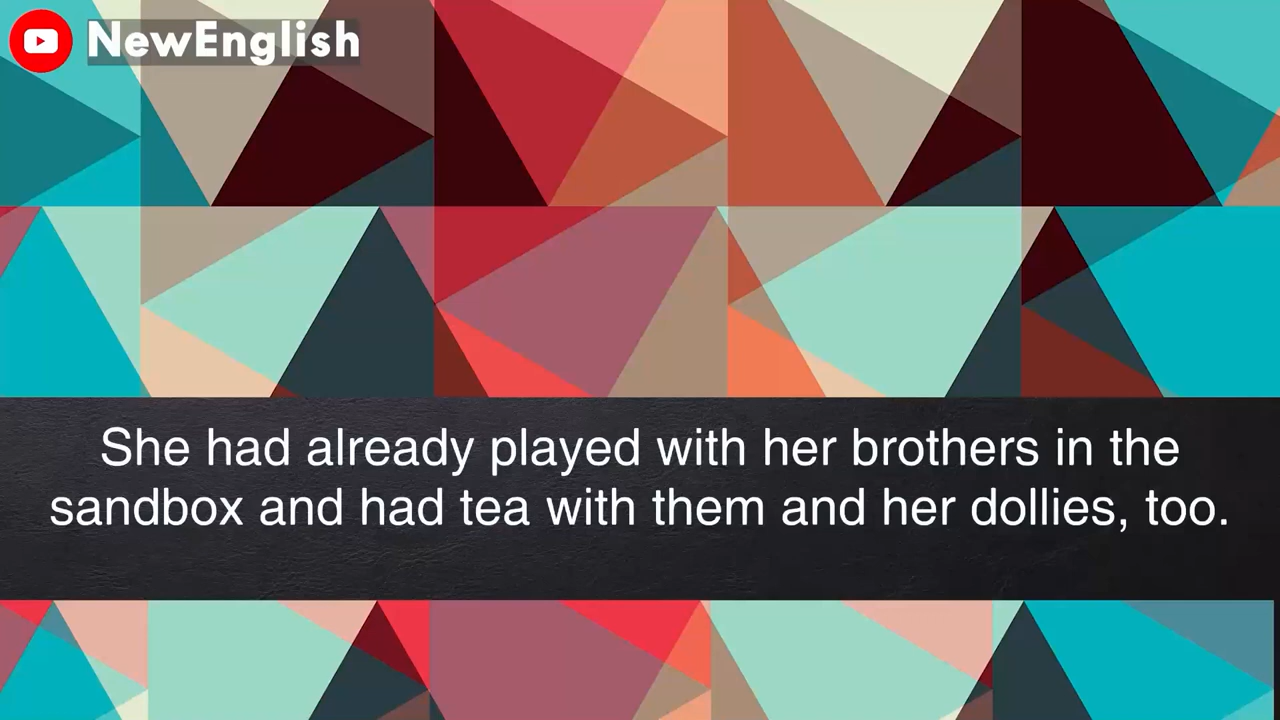 NewEnglish
She had already played with her brothers in the
sandbox and had tea with them and her dollies, too.